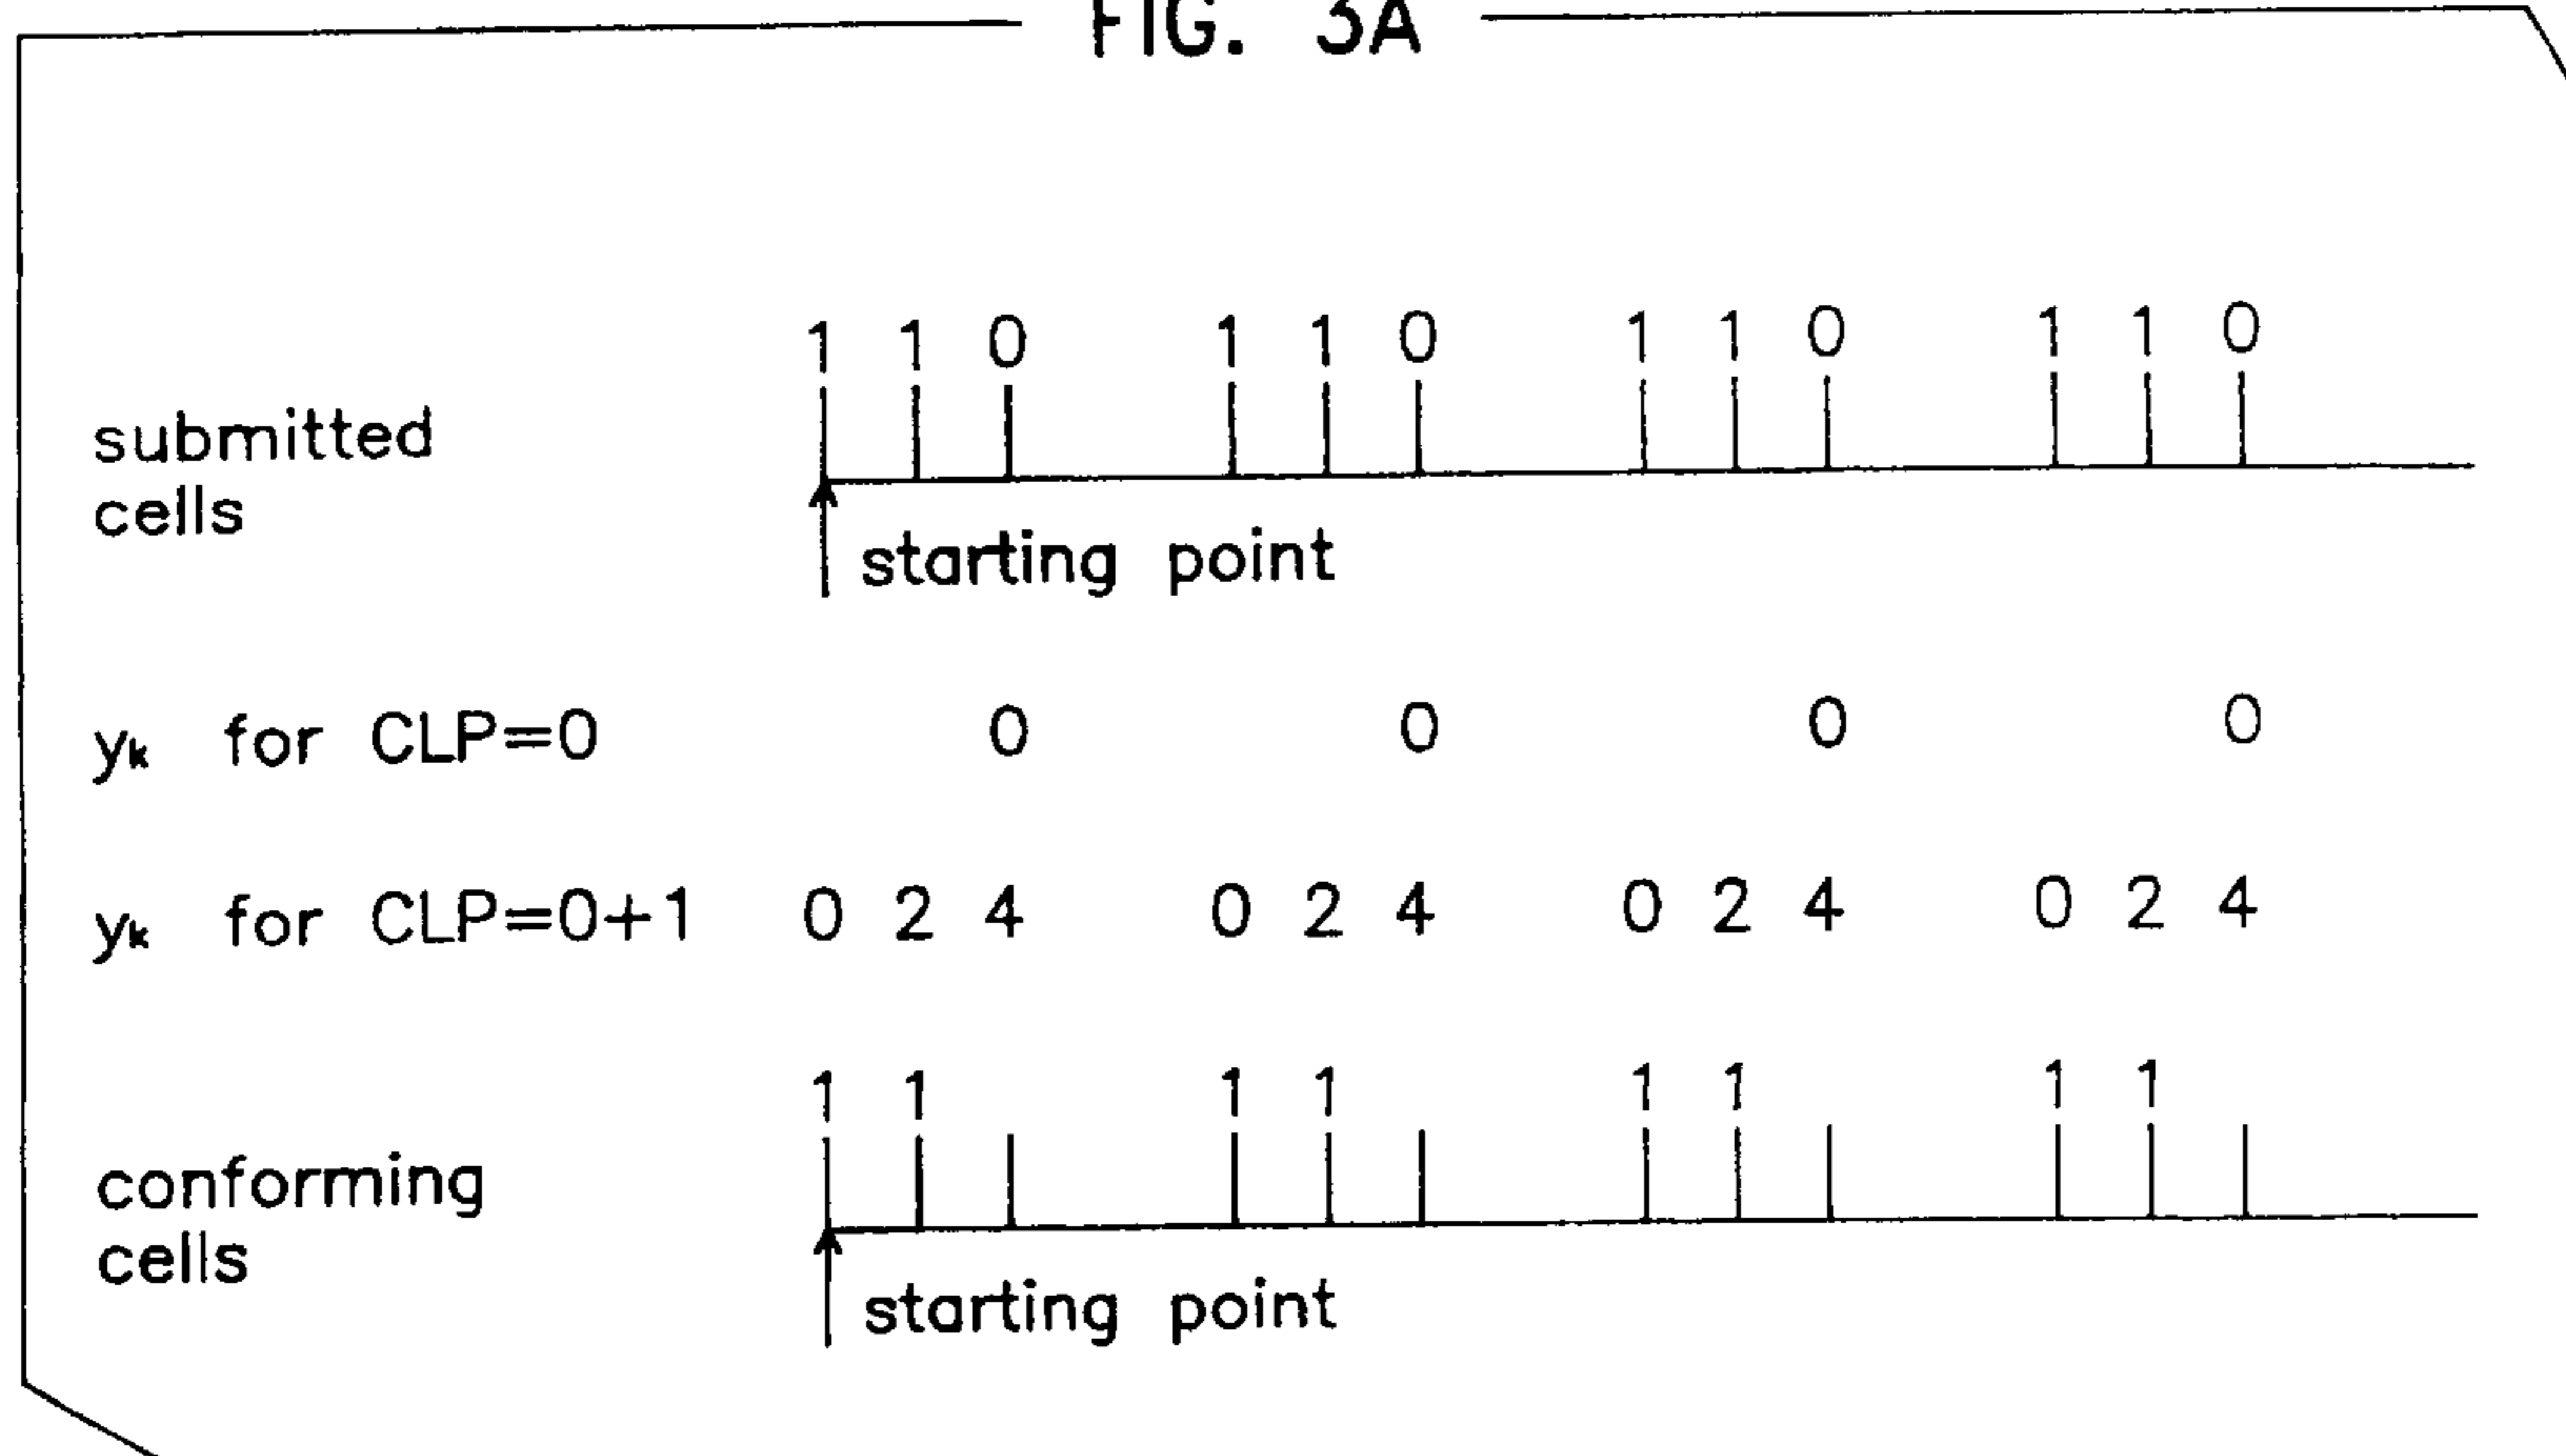 FIG. 3A
1 1 0 1 1 0 1 1 0 1 1 0
submitted
cells
starting point
yk for CLP=0 0 0 0 0
yk for CLP=0+1 0 2 4 0 2 4 0 2 4 0 2 4
1 1 1 1 1 1 1 1
conforming
cells
starting point